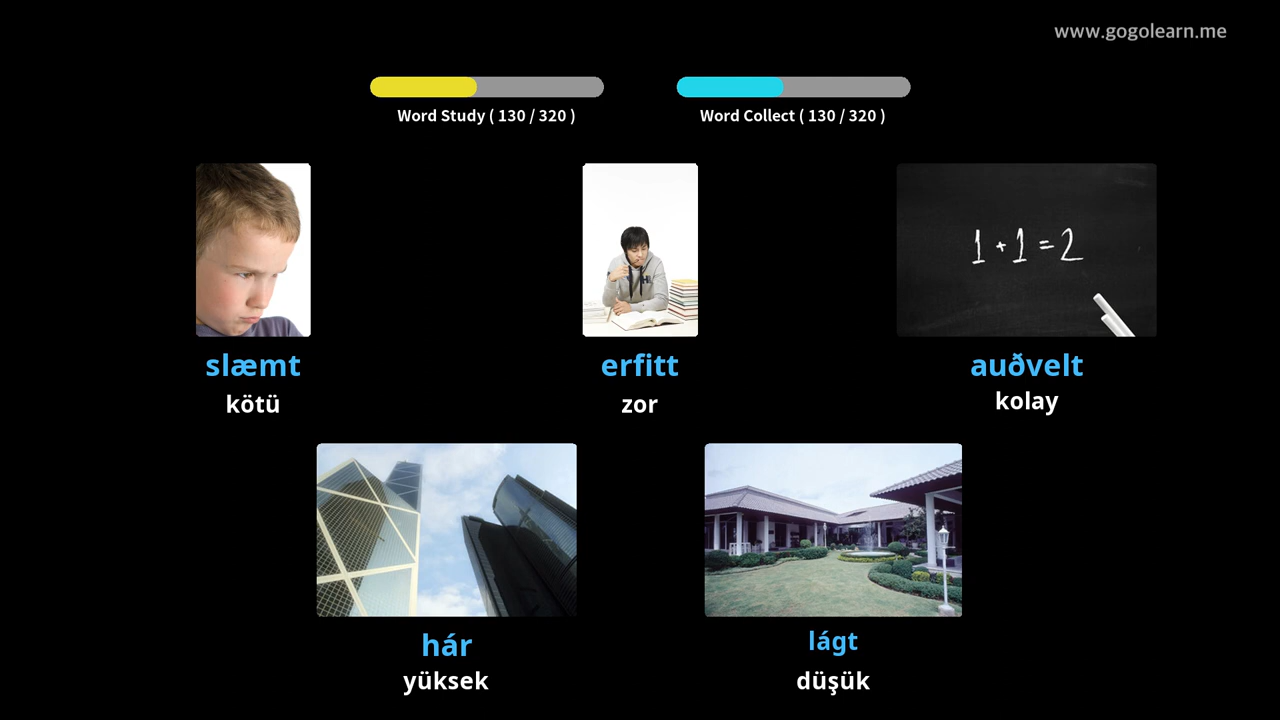 www.gogolearn.me
Word Study ( 130 / 320 )
Word Collect ( 130 / 320 )
1 + 1 = 2
slæmt
kötü
erfitt
zor
auðvelt
kolay
hár
yüksek
lágt
düşük